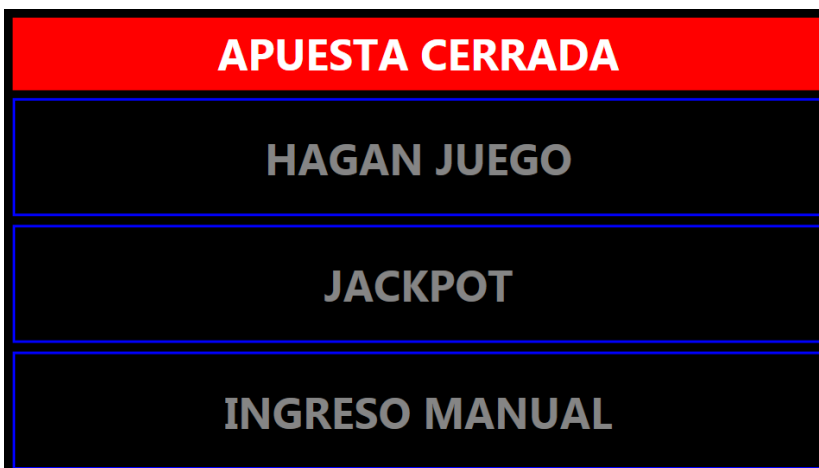 APUESTA CERRADA
HAGAN JUEGO
JACKPOT
INGRESO MANUAL